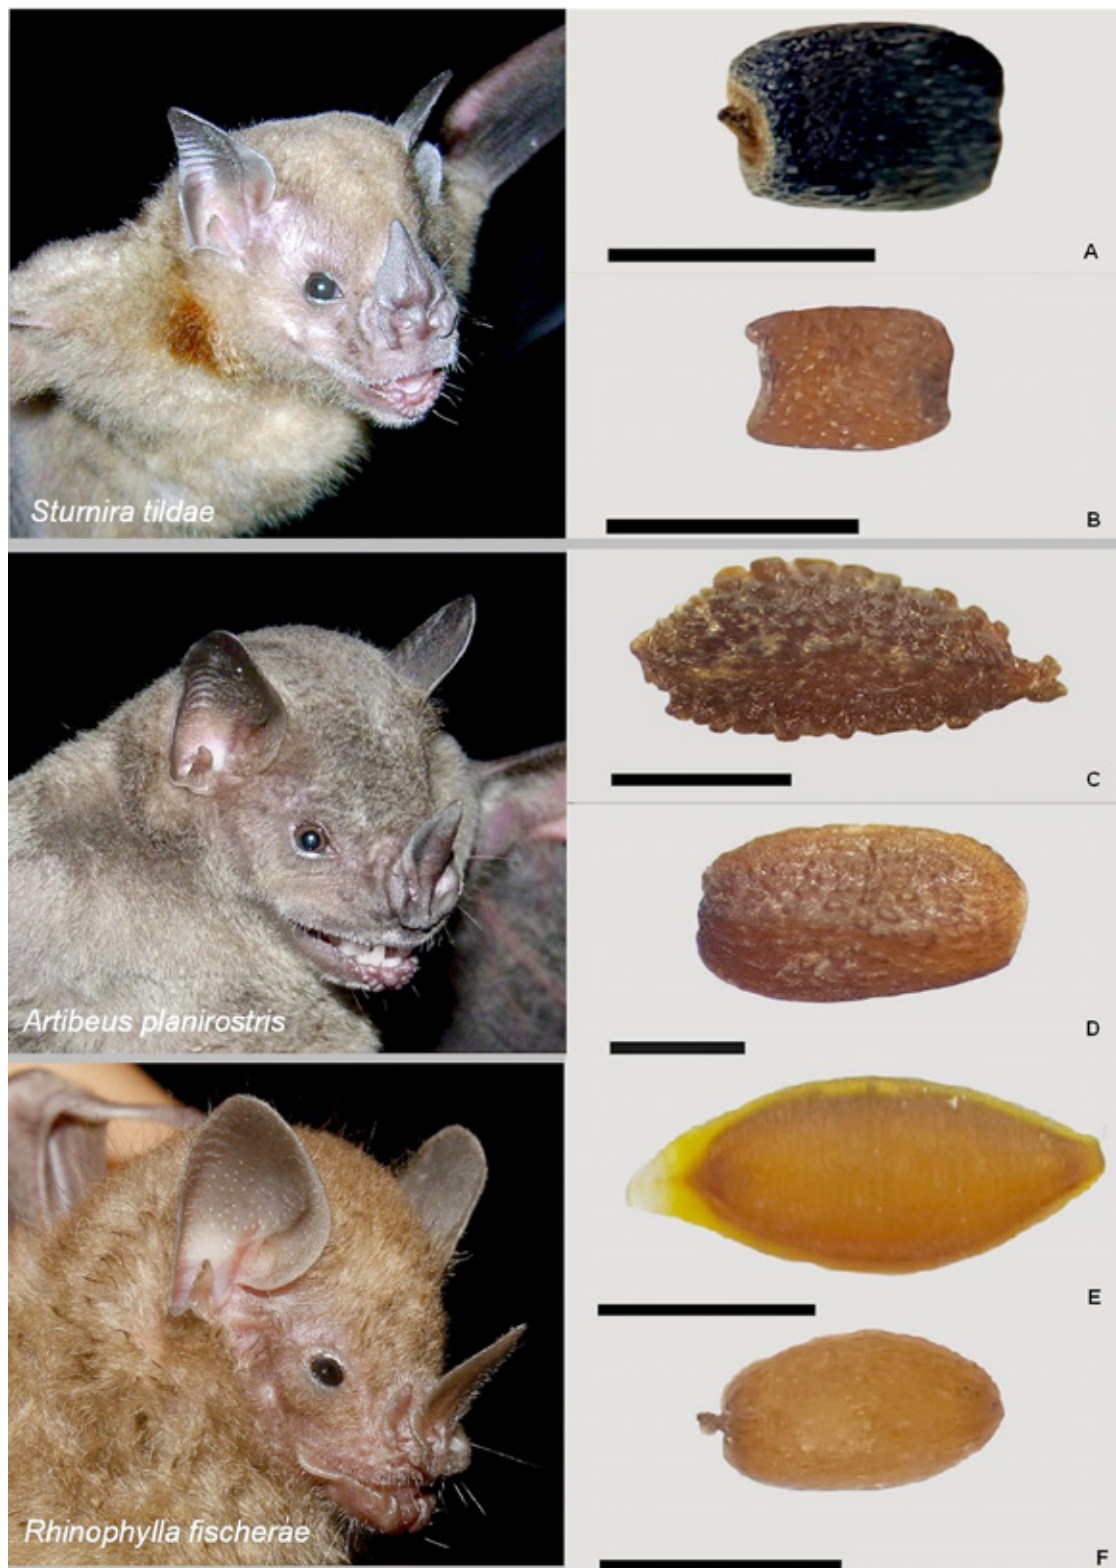 A
B
Sturnira tildae
C
D
Artibeus planirostris
E
F
Rhinophylla fischerae